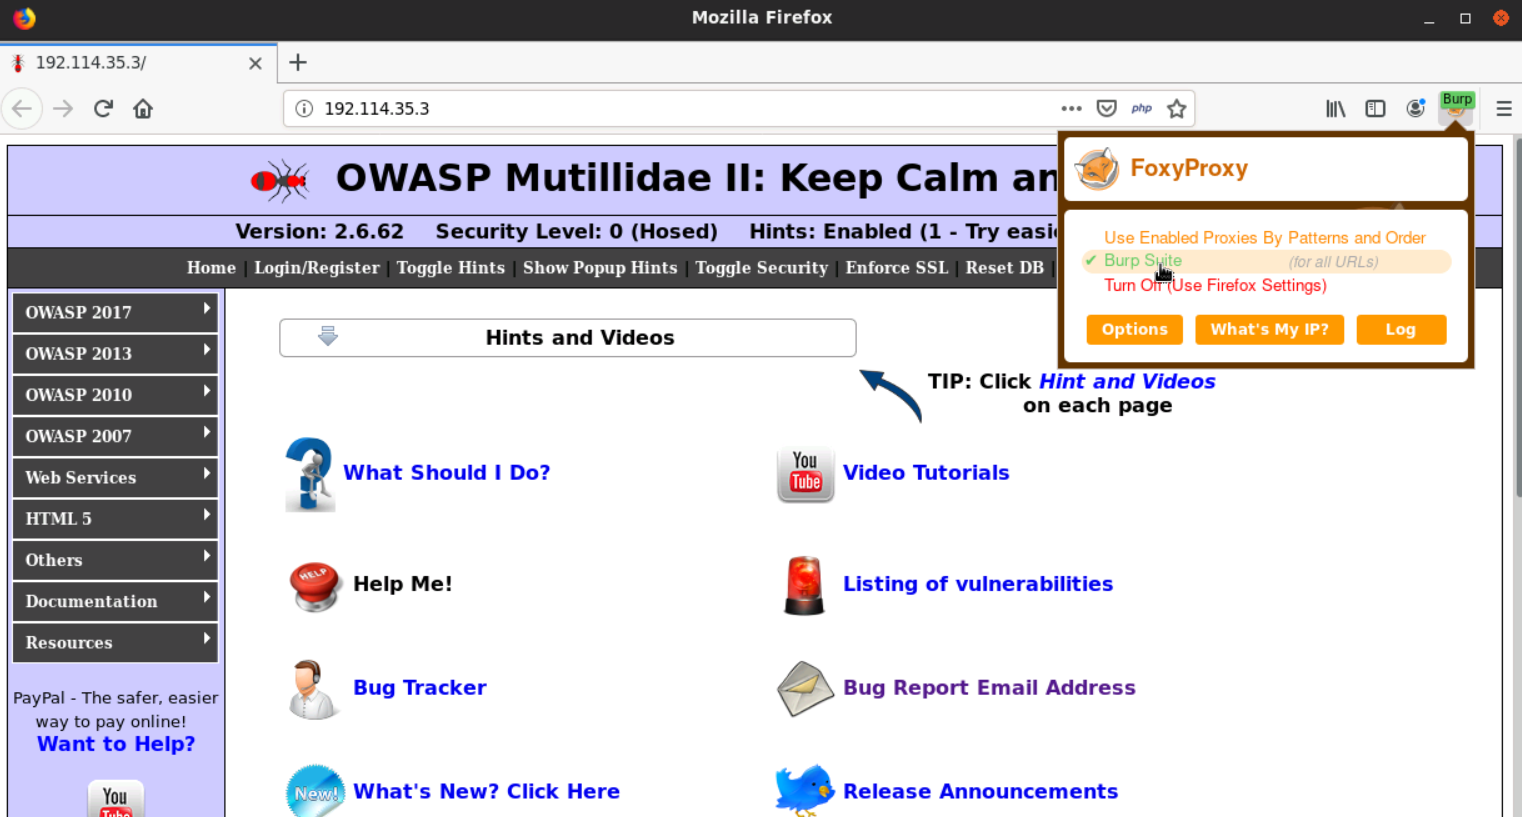 Mozilla Firefox
192.114.35.3/
192.114.35.3
php
Burp
OWASP Mutillidae II: Keep Calm an
Version: 2.6.62 Security Level: 0 (Hosed) Hints: Enabled (1 - Try easie
Home | Login/Register | Toggle Hints | Show Popup Hints | Toggle Security | Enforce SSL | Reset DB |
FoxyProxy
Use Enabled Proxies By Patterns and Order
✔ Burp Suite (for all URLs)
Turn Off (Use Firefox Settings)
Options What's My IP? Log
OWASP 2017
OWASP 2013
OWASP 2010
OWASP 2007
Web Services
HTML 5
Others
Documentation
Resources
PayPal - The safer, easier
way to pay online!
Want to Help?
You
Hints and Videos
TIP: Click Hint and Videos
on each page
What Should I Do?
You
Tube
Video Tutorials
HELP
Help Me!
Listing of vulnerabilities
Bug Tracker
Bug Report Email Address
New!
What's New? Click Here
Release Announcements